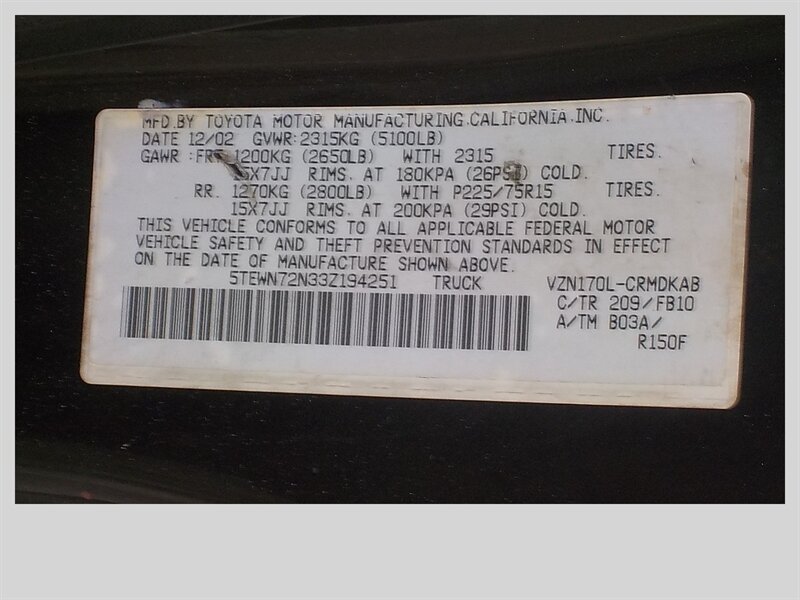 MFD.BY TOYOTA MOTOR MANUFACTURING.CALIFORNIA.INC.
DATE 12/02 GVWR:2315KG (5100LB)
GAWR :FRT 1200KG (2650LB) WITH 2315 TIRES.
5X7JJ RIMS. AT 180KPA (26PSI) COLD.
RR. 1270KG (2800LB) WITH P225/75R15 TIRES.
15X7JJ RIMS. AT 200KPA (29PSI) COLD.
THIS VEHICLE CONFORMS TO ALL APPLICABLE FEDERAL MOTOR
VEHICLE SAFETY AND THEFT PREVENTION STANDARDS IN EFFECT
ON THE DATE OF MANUFACTURE SHOWN ABOVE.
5TEWN72N33Z194251 TRUCK VZN170L-CRMDKAB
C/TR 209/FB10
A/TM B03A/
R150F